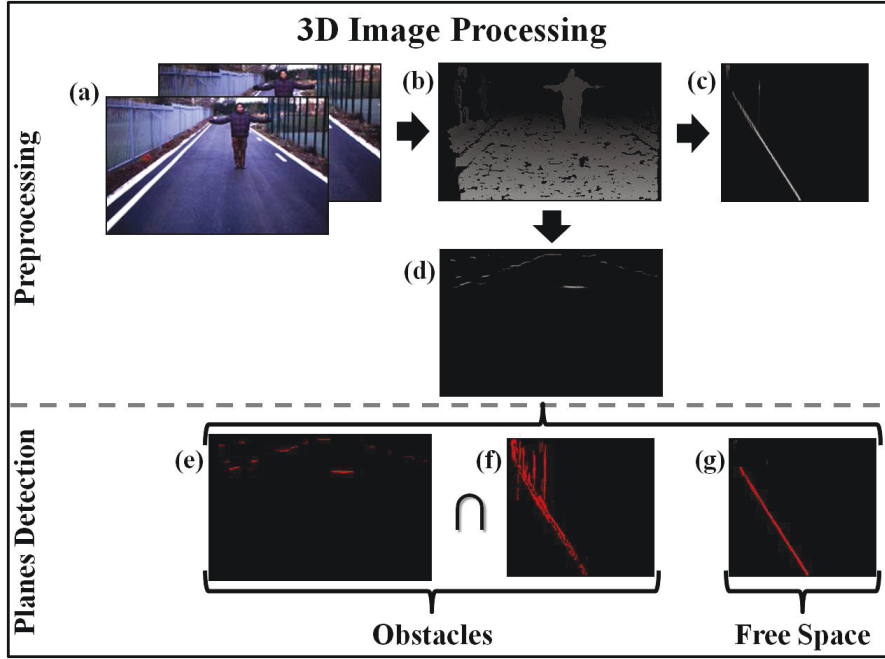 3D Image Processing
(a)
(b)
(c)
(d)
Preprocessing
Planes Detection
(e)
∩
(f)
(g)
Obstacles
Free Space